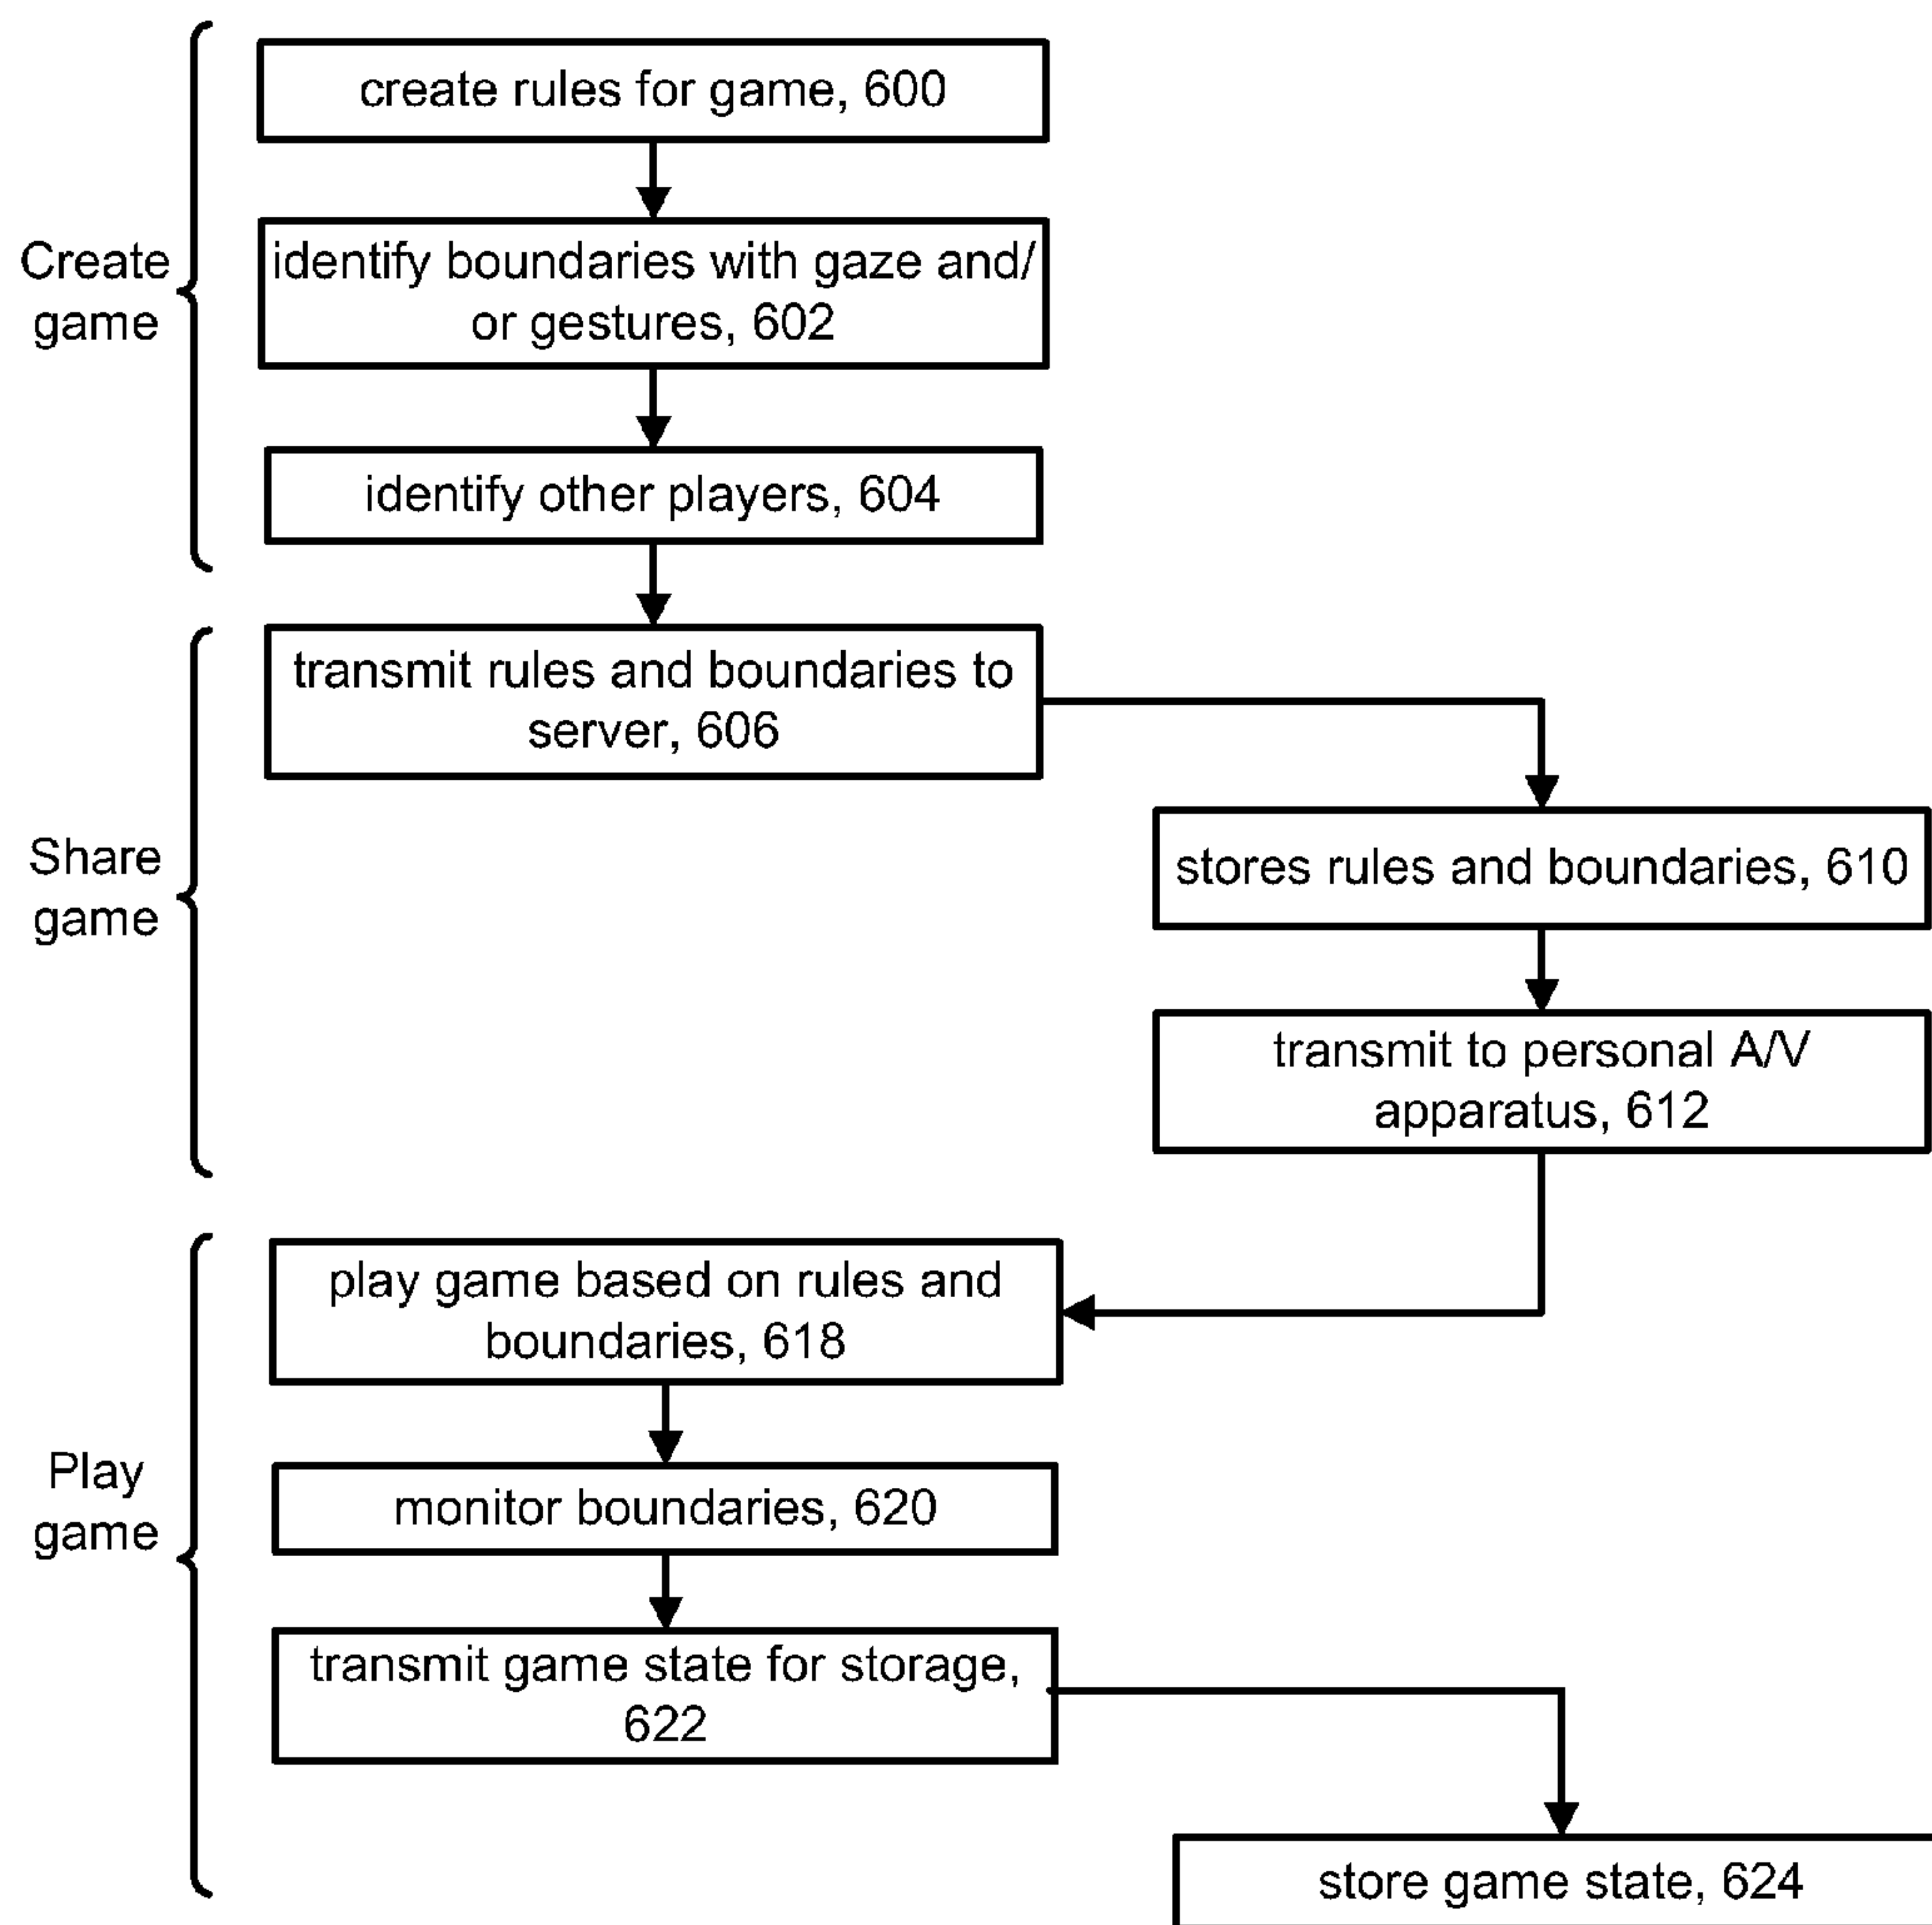 create rules for game, 600
Create
game
identify boundaries with gaze and/
or gestures, 602
identify other players, 604
Share
game
transmit rules and boundaries to
server, 606
stores rules and boundaries, 610
transmit to personal A/V
apparatus, 612
Play
game
play game based on rules and
boundaries, 618
monitor boundaries, 620
transmit game state for storage,
622
store game state, 624